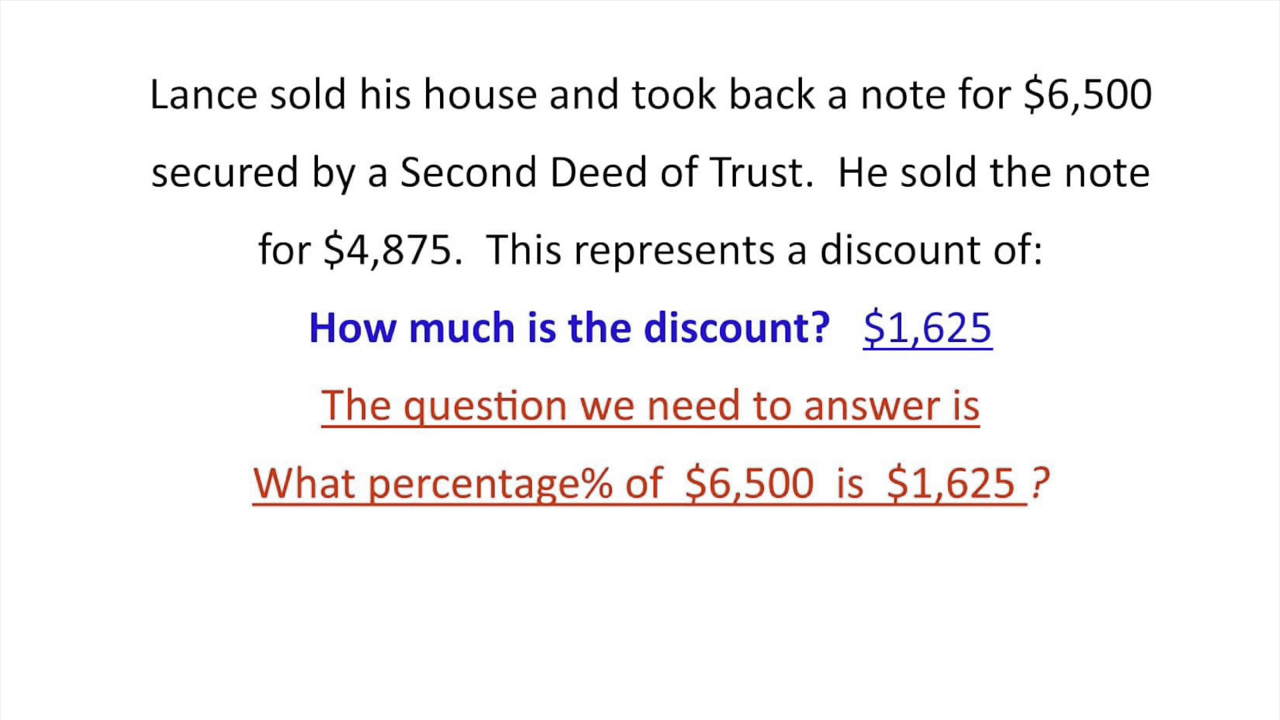 Lance sold his house and took back a note for $6,500
secured by a Second Deed of Trust.  He sold the note
for $4,875.  This represents a discount of:
How much is the discount?   $1,625
The question we need to answer is
What percentage% of  $6,500  is  $1,625 ?